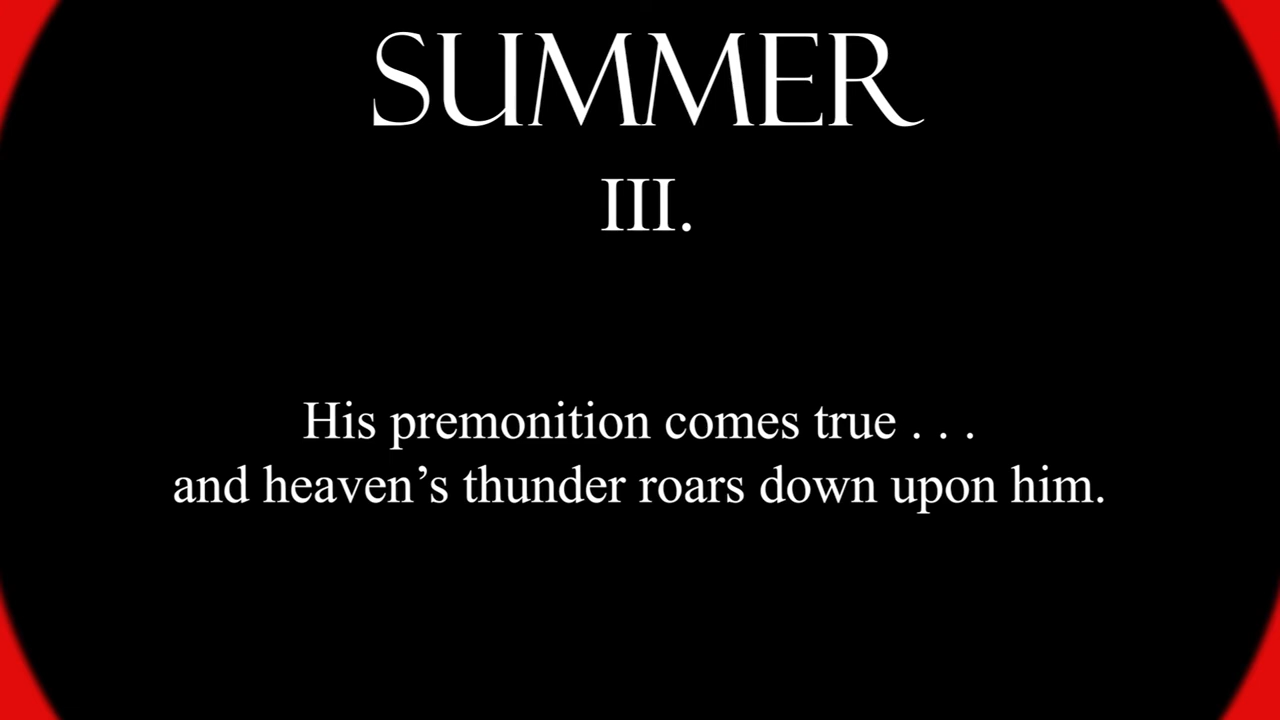 SUMMER
III.
His premonition comes true . . .
and heaven’s thunder roars down upon him.